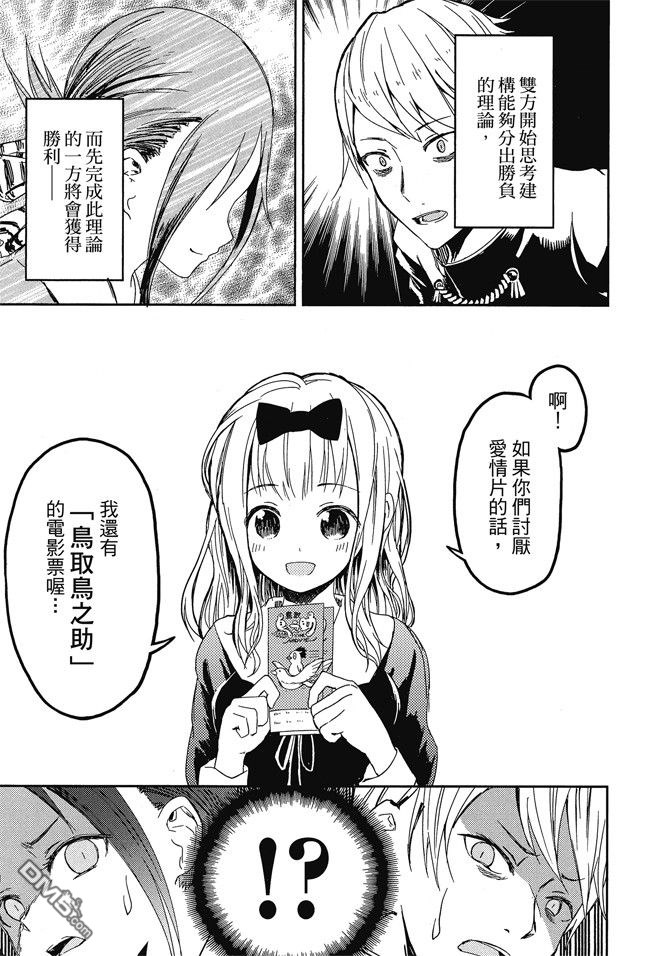 雙方開始思考建
構能夠分出勝負
的理論，
而先完成此理論
的一方將會獲得
勝利——
啊！
如果你們討厭
愛情片的話，
我還有
「鳥取鳥之助」
的電影票喔…
!?
DM5.com